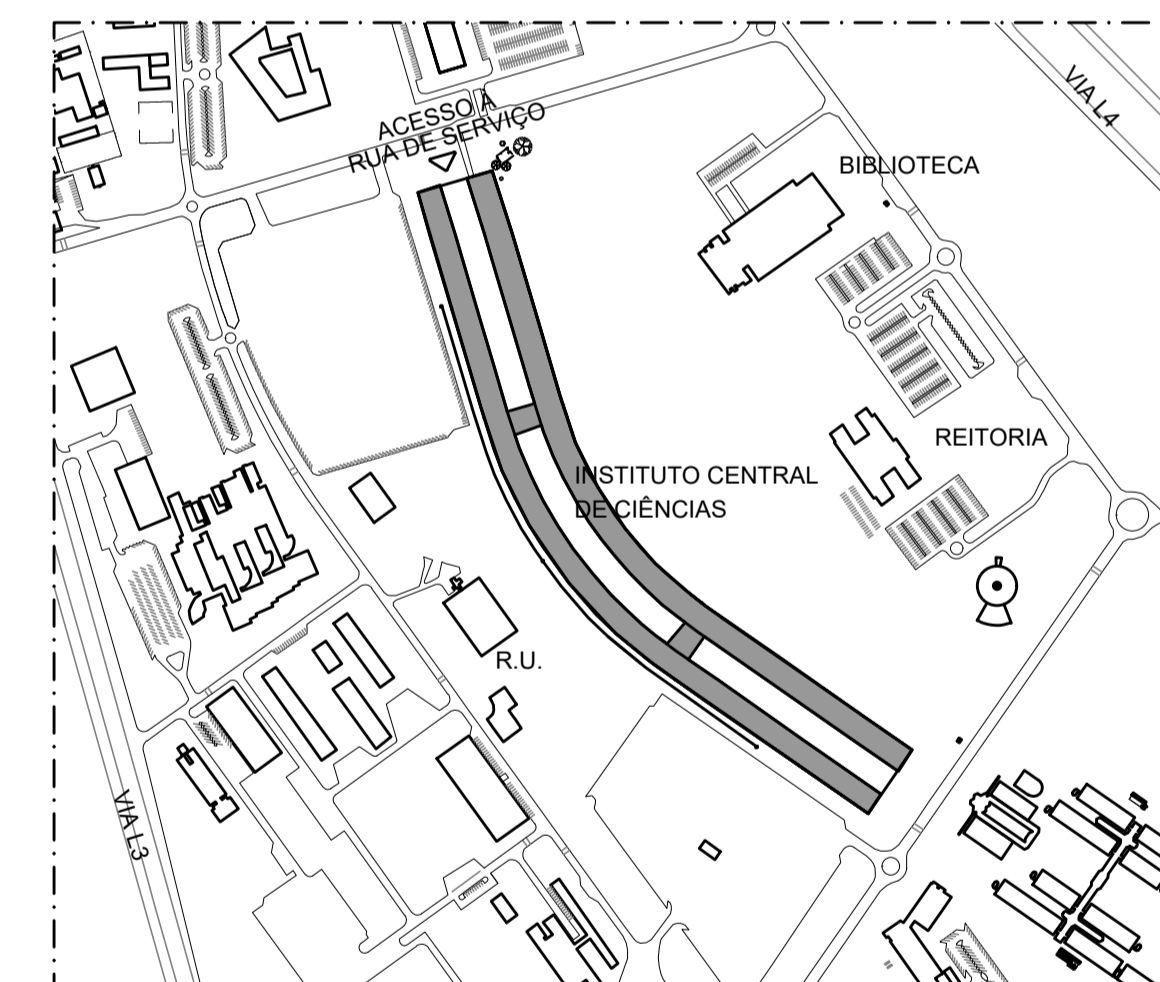 VIA L4
ACESSO A
RUA DE SERVIÇO
BIBLIOTECA
REITORIA
INSTITUTO CENTRAL
DE CIÊNCIAS
R.U.
VIA L3